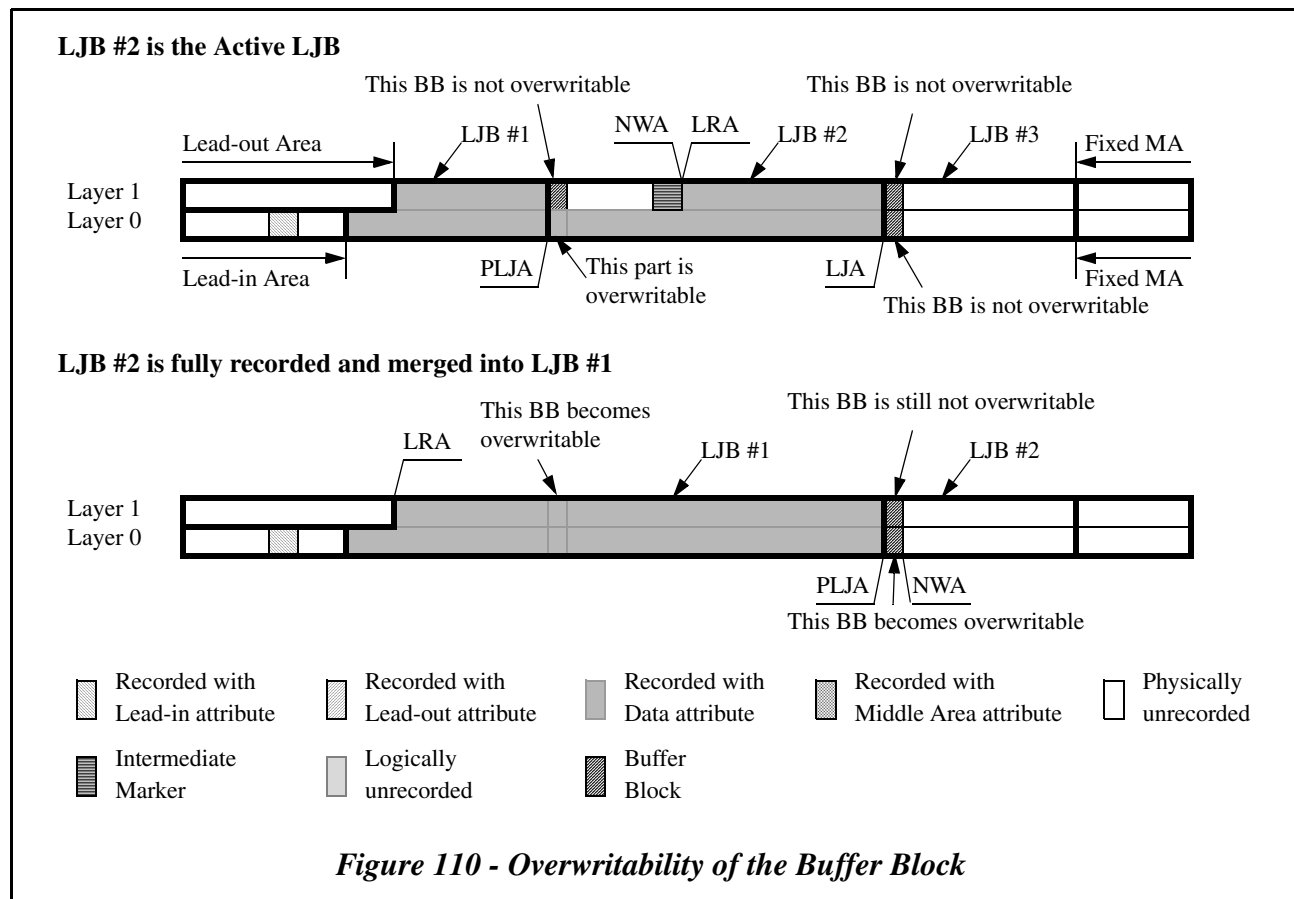 LJB #2 is the Active LJB
This BB is not overwritable
This BB is not overwritable
Lead-out Area
LJB #1
NWA
LRA
LJB #2
LJB #3
Fixed MA
Layer 1
Layer 0
Lead-in Area
PLJA
This part is
overwritable
LJA
This BB is not overwritable
Fixed MA
LJB #2 is fully recorded and merged into LJB #1
This BB becomes
overwritable
This BB is still not overwritable
LRA
LJB #1
LJB #2
Layer 1
Layer 0
PLJA
NWA
This BB becomes overwritable
Recorded with
Lead-in attribute
Recorded with
Lead-out attribute
Recorded with
Data attribute
Recorded with
Middle Area attribute
Physically
unrecorded
Intermediate
Marker
Logically
unrecorded
Buffer
Block
Figure 110 - Overwritability of the Buffer Block